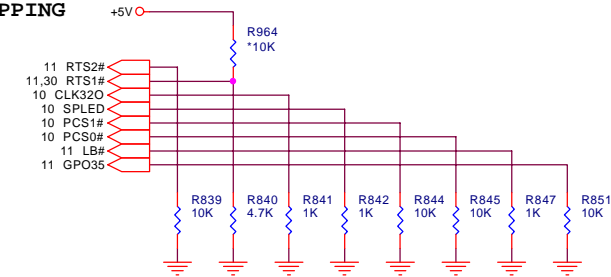 PPING
+5V
R964
*10K
11 RTS2#
11,30 RTS1#
10 CLK32O
10 SPLED
10 PCS1#
10 PCS0#
11 LB#
11 GPO35
R839 R840 R841 R842 R844 R845 R847 R851
10K 4.7K 1K 1K 10K 10K 1K 10K